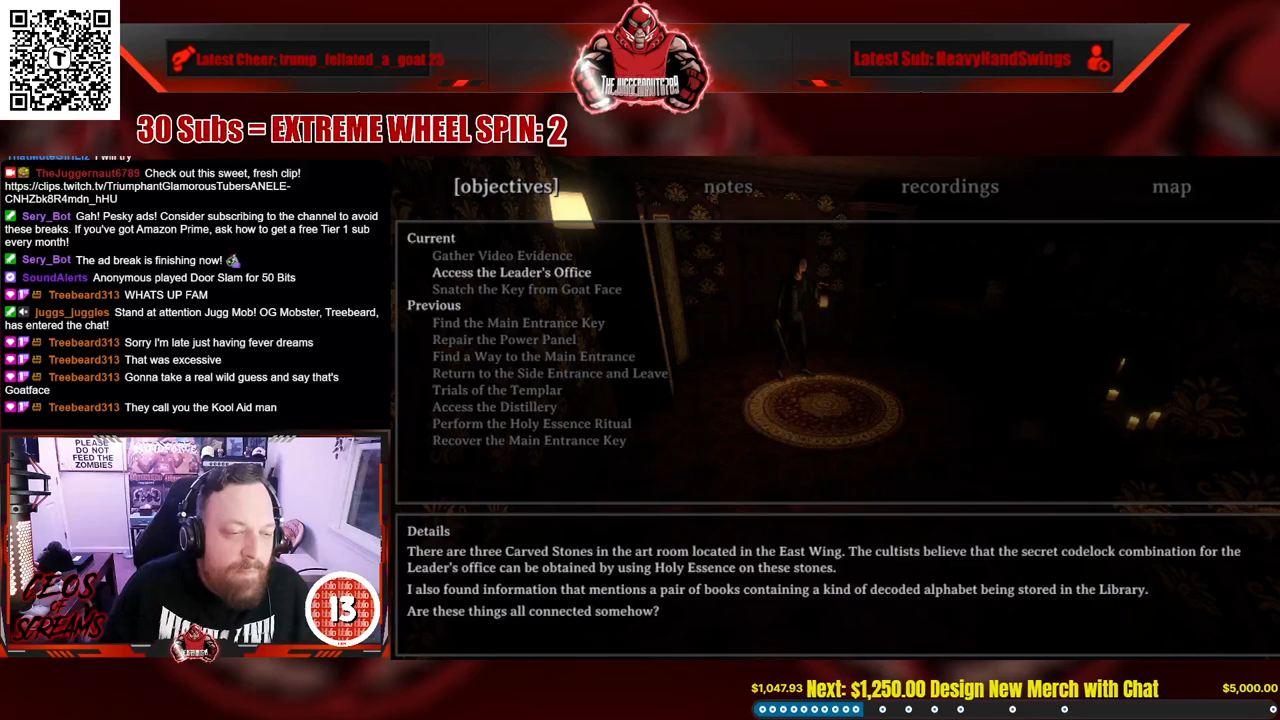 Latest Cheer: trump_fellated_a_goat 25
THEJUGGERNAUT6789
Latest Sub: HeavyHandSwings
30 Subs = EXTREME WHEEL SPIN: 2
I will try
TheJuggernaut6789 Check out this sweet, fresh clip!
https://clips.twitch.tv/TriumphantGlamorousTubersANELE-
CNHZbk8R4mdn_hHU
Sery_Bot Gah! Pesky ads! Consider subscribing to the channel to avoid
these breaks. If you've got Amazon Prime, ask how to get a free Tier 1 sub
every month!
Sery_Bot The ad break is finishing now!
SoundAlerts Anonymous played Door Slam for 50 Bits
Treebeard313 WHATS UP FAM
juggs_juggles Stand at attention Jugg Mob! OG Mobster, Treebeard,
has entered the chat!
Treebeard313 Sorry I'm late just having fever dreams
Treebeard313 That was excessive
Treebeard313 Gonna take a real wild guess and say that's
Goatface
Treebeard313 They call you the Kool Aid man
[objectives] notes recordings map
Current
Gather Video Evidence
Access the Leader's Office
Snatch the Key from Goat Face
Previous
Find the Main Entrance Key
Repair the Power Panel
Find a Way to the Main Entrance
Return to the Side Entrance and Leave
Trials of the Templar
Access the Distillery
Perform the Holy Essence Ritual
Recover the Main Entrance Key
Details
There are three Carved Stones in the art room located in the East Wing. The cultists believe that the secret codelock combination for the
Leader's office can be obtained by using Holy Essence on these stones.
I also found information that mentions a pair of books containing a kind of decoded alphabet being stored in the Library.
Are these things all connected somehow?
PLEASE
DO NOT
FEED THE
ZOMBIES
GEOS
OF
SCREAMS
13
$1,047.93 Next: $1,250.00 Design New Merch with Chat $5,000.00